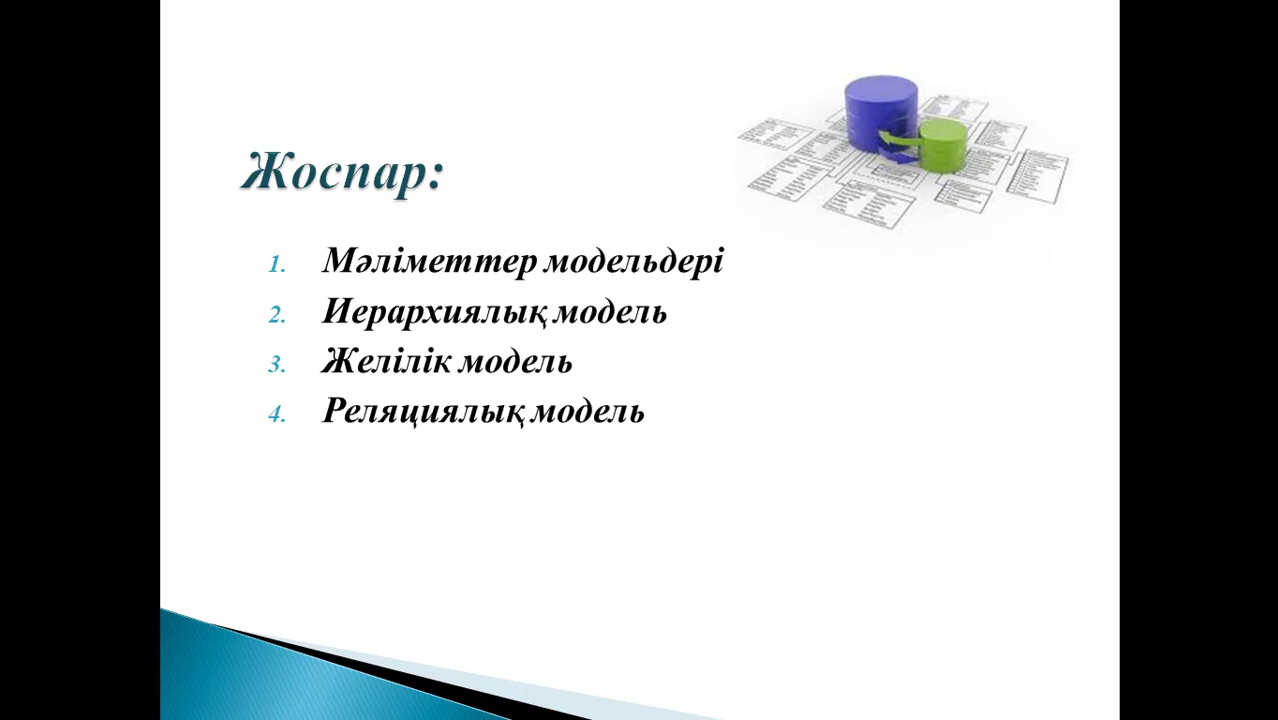 Жоспар:
1. Мәліметтер модельдері
2. Иерархиялық модель
3. Желілік модель
4. Реляциялық модель